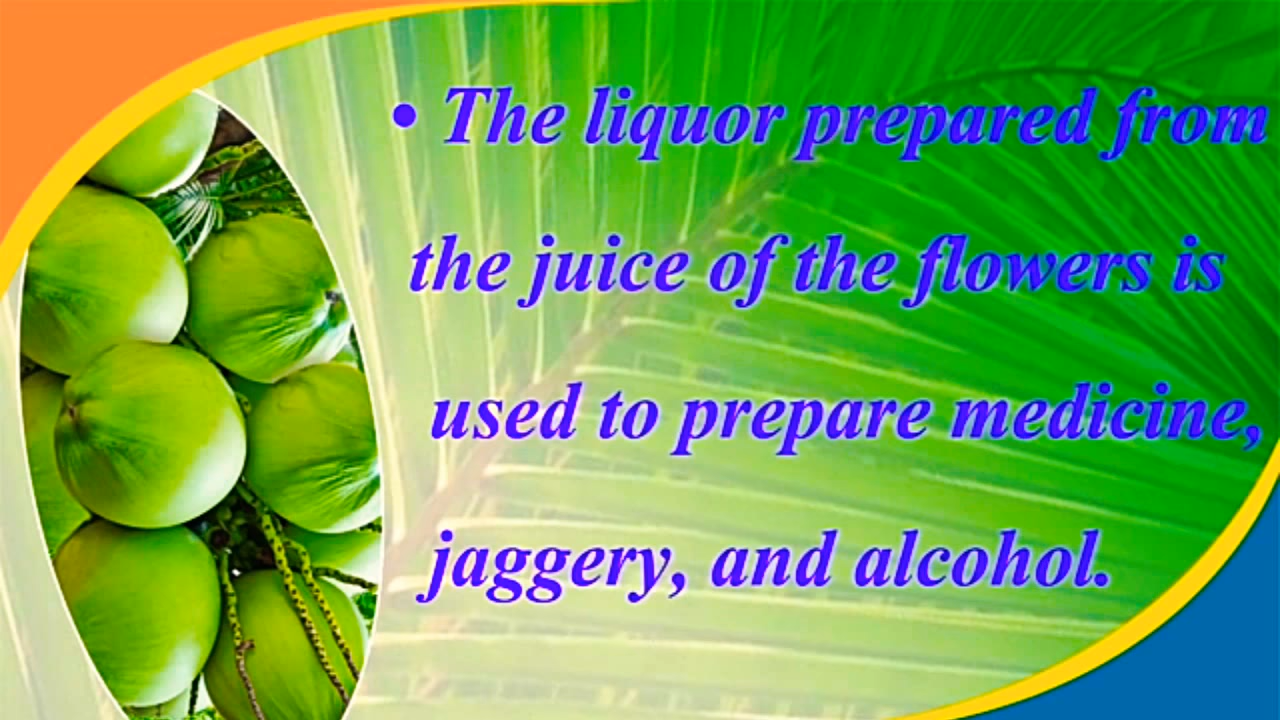 • The liquor prepared from
the juice of the flowers is
used to prepare medicine,
jaggery, and alcohol.